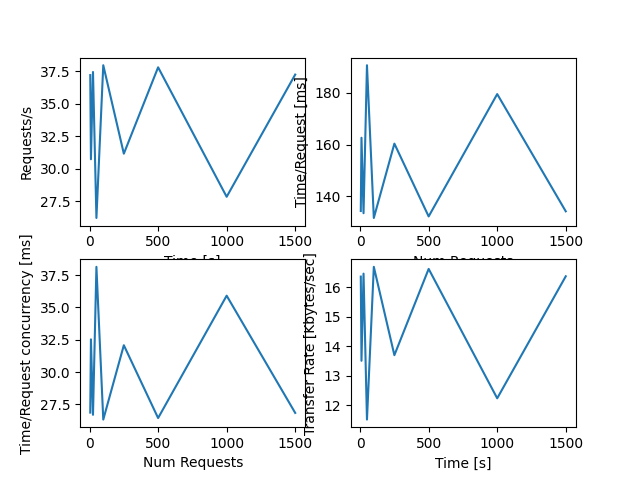 Requests/s
37.5
35.0
32.5
30.0
27.5
0 500 1000 1500
Time [s]
Time/Request [ms]
180
160
140
0 500 1000 1500
Num Requests
Time/Request concurrency [ms]
37.5
35.0
32.5
30.0
27.5
0 500 1000 1500
Num Requests
Transfer Rate [Kbytes/sec]
16
15
14
13
12
0 500 1000 1500
Time [s]